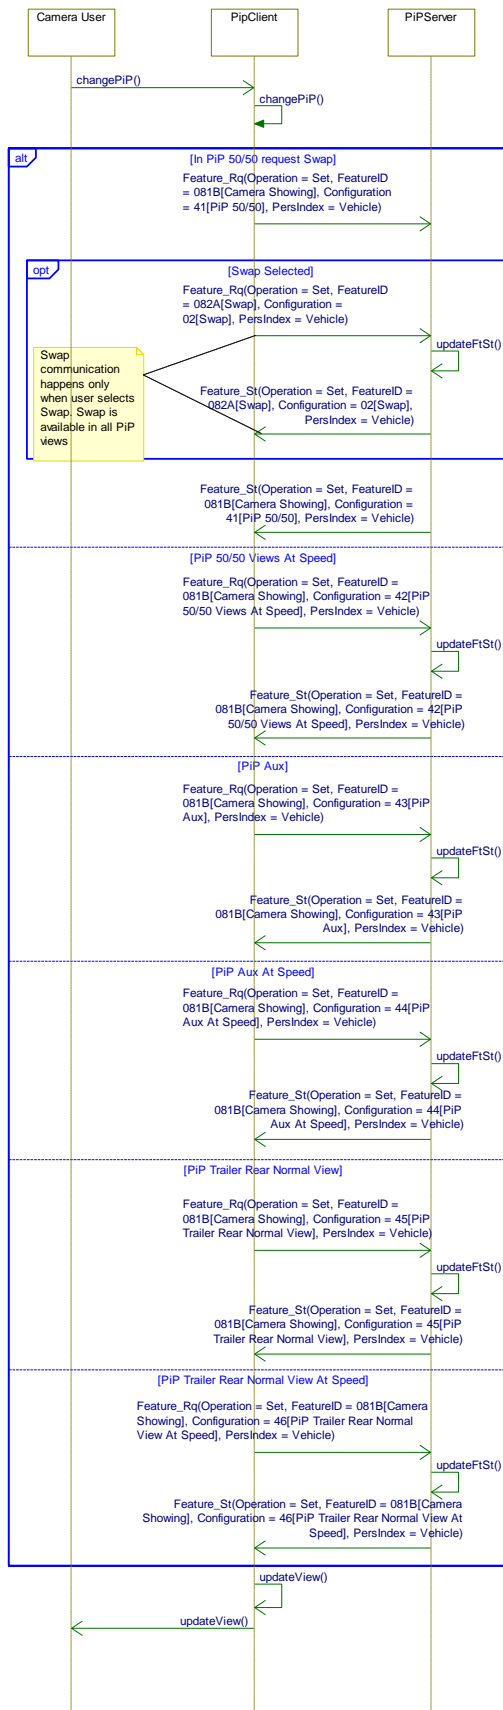 Camera User
PipClient
PiPServer
changePiP()
changePiP()
alt
[In PiP 50/50 request Swap]
Feature_Rq(Operation = Set, FeatureID
= 081B[Camera Showing], Configuration
= 41[PiP 50/50], PersIndex = Vehicle)
opt
[Swap Selected]
Feature_Rq(Operation = Set, FeatureID
= 082A[Swap], Configuration =
02[Swap], PersIndex = Vehicle)
updateFtSt()
Swap
communication
happens only
when user selects
Swap. Swap is
available in all PiP
views
Feature_St(Operation = Set, FeatureID =
082A[Swap], Configuration = 02[Swap],
PersIndex = Vehicle)
Feature_St(Operation = Set, FeatureID =
081B[Camera Showing], Configuration =
41[PiP 50/50], PersIndex = Vehicle)
[PiP 50/50 Views At Speed]
Feature_Rq(Operation = Set, FeatureID =
081B[Camera Showing], Configuration = 42[PiP
50/50 Views At Speed], PersIndex = Vehicle)
updateFtSt()
Feature_St(Operation = Set, FeatureID =
081B[Camera Showing], Configuration = 42[PiP
50/50 Views At Speed], PersIndex = Vehicle)
[PiP Aux]
Feature_Rq(Operation = Set, FeatureID =
081B[Camera Showing], Configuration = 43[PiP
Aux], PersIndex = Vehicle)
updateFtSt()
Feature_St(Operation = Set, FeatureID =
081B[Camera Showing], Configuration = 43[PiP
Aux], PersIndex = Vehicle)
[PiP Aux At Speed]
Feature_Rq(Operation = Set, FeatureID =
081B[Camera Showing], Configuration = 44[PiP
Aux At Speed], PersIndex = Vehicle)
updateFtSt()
Feature_St(Operation = Set, FeatureID =
081B[Camera Showing], Configuration = 44[PiP
Aux At Speed], PersIndex = Vehicle)
[PiP Trailer Rear Normal View]
Feature_Rq(Operation = Set, FeatureID =
081B[Camera Showing], Configuration = 45[PiP
Trailer Rear Normal View], PersIndex = Vehicle)
updateFtSt()
Feature_St(Operation = Set, FeatureID =
081B[Camera Showing], Configuration = 45[PiP
Trailer Rear Normal View], PersIndex = Vehicle)
[PiP Trailer Rear Normal View At Speed]
Feature_Rq(Operation = Set, FeatureID = 081B[Camera
Showing], Configuration = 46[PiP Trailer Rear Normal
View At Speed], PersIndex = Vehicle)
updateFtSt()
Feature_St(Operation = Set, FeatureID = 081B[Camera
Showing], Configuration = 46[PiP Trailer Rear Normal View At
Speed], PersIndex = Vehicle)
updateView()
updateView()